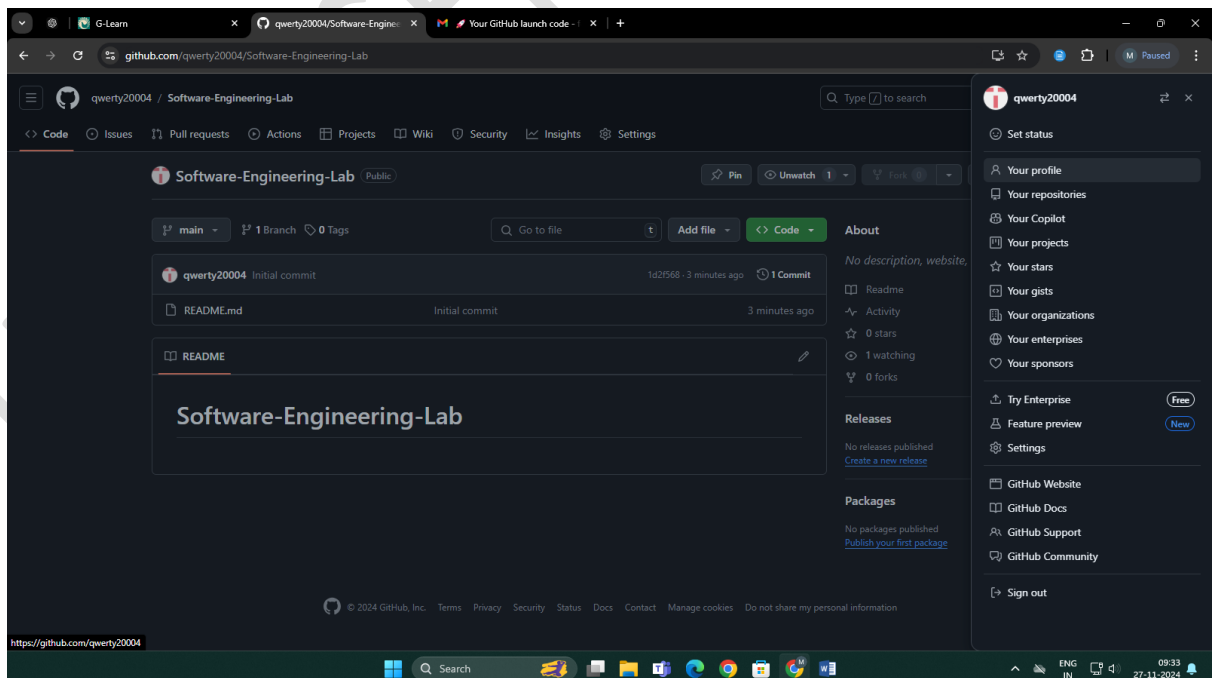 G-Learn
qwerty20004/Software-Enginee
Your GitHub launch code -
github.com/qwerty20004/Software-Engineering-Lab
M Paused
qwerty20004 / Software-Engineering-Lab
Type / to search
Code Issues Pull requests Actions Projects Wiki Security Insights Settings
Software-Engineering-Lab Public
Pin Unwatch 1 Fork 0
main 1 Branch 0 Tags Go to file t Add file Code
qwerty20004 Initial commit 1d2f568 · 3 minutes ago 1 Commit
README.md Initial commit 3 minutes ago
README
Software-Engineering-Lab
About
No description, website,
Readme
Activity
0 stars
1 watching
0 forks
Releases
No releases published
Create a new release
Packages
No packages published
Publish your first package
© 2024 GitHub, Inc. Terms Privacy Security Status Docs Contact Manage cookies Do not share my personal information
qwerty20004
Set status
Your profile
Your repositories
Your Copilot
Your projects
Your stars
Your gists
Your organizations
Your enterprises
Your sponsors
Try Enterprise Free
Feature preview New
Settings
GitHub Website
GitHub Docs
GitHub Support
GitHub Community
Sign out
https://github.com/qwerty20004
Search
ENG
IN
09:33
27-11-2024